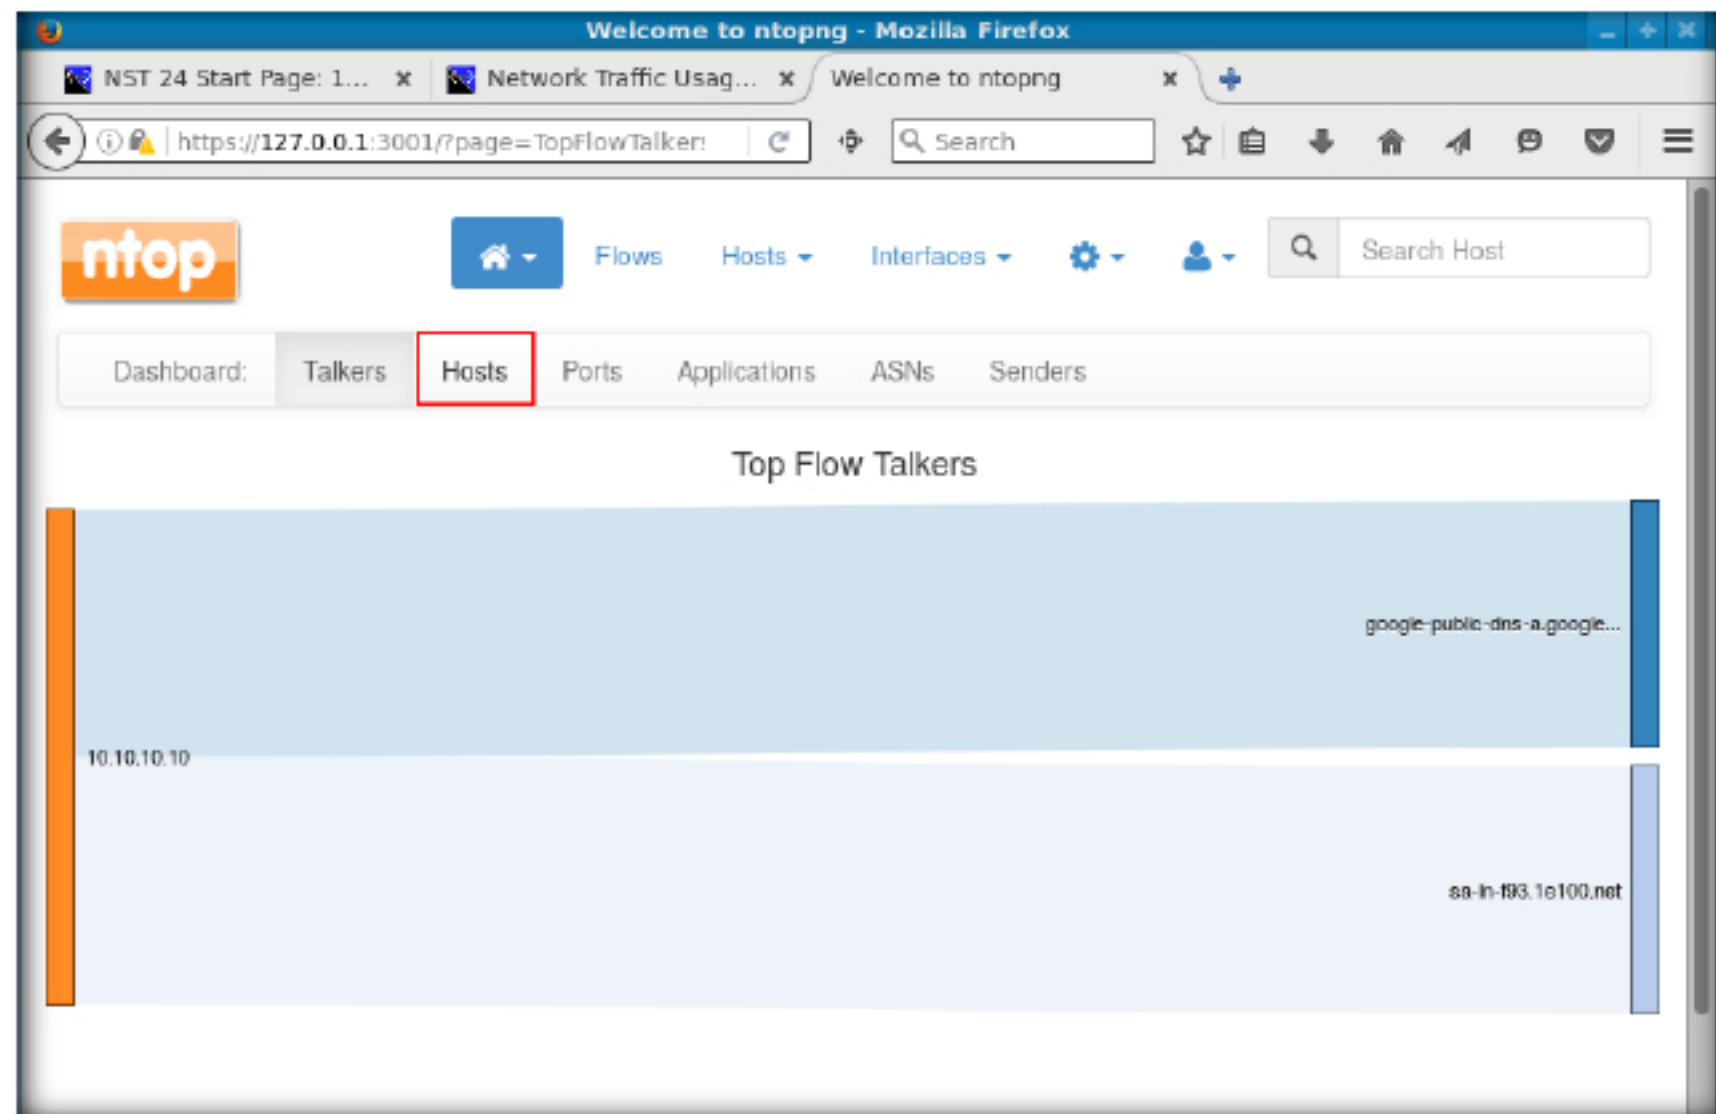 Welcome to ntopng - Mozilla Firefox
NST 24 Start Page: 1... Network Traffic Usag... Welcome to ntopng
https://127.0.0.1:3001/?page=TopFlowTalker: Search
ntop Flows Hosts Interfaces Search Host
Dashboard: Talkers Hosts Ports Applications ASNs Senders
Top Flow Talkers
google-public-dns-a.google...
10.10.10.10
sa-in-f93.1e100.net